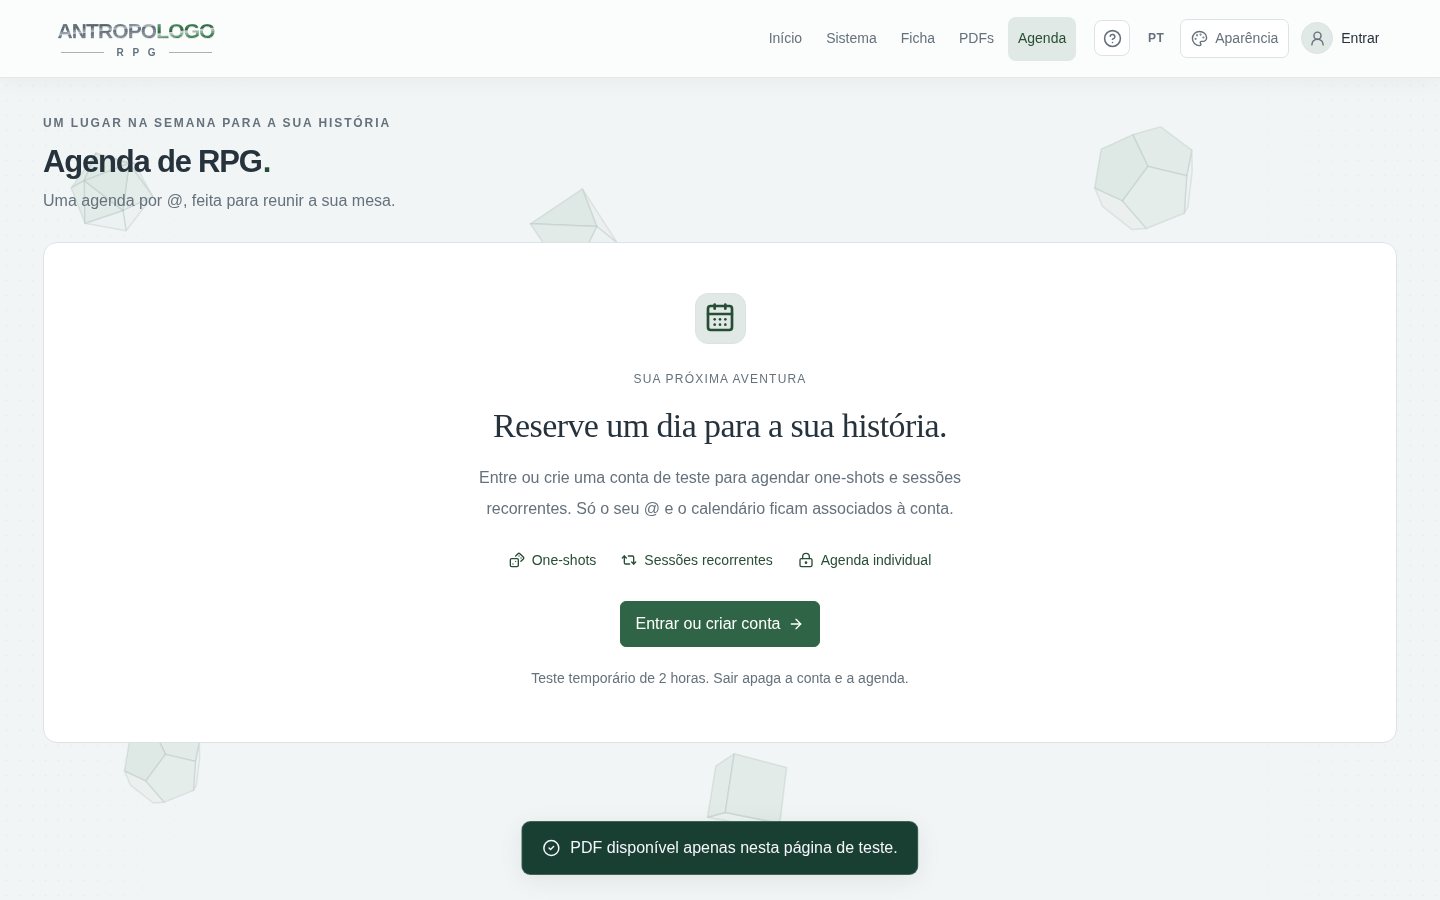 ANTROPOLOGO
RPG
Início
Sistema
Ficha
PDFs
Agenda
PT
Aparência
Entrar
UM LUGAR NA SEMANA PARA A SUA HISTÓRIA
Agenda de RPG.
Uma agenda por @, feita para reunir a sua mesa.
SUA PRÓXIMA AVENTURA
Reserve um dia para a sua história.
Entre ou crie uma conta de teste para agendar one-shots e sessões
recorrentes. Só o seu @ e o calendário ficam associados à conta.
One-shots
Sessões recorrentes
Agenda individual
Entrar ou criar conta
Teste temporário de 2 horas. Sair apaga a conta e a agenda.
PDF disponível apenas nesta página de teste.